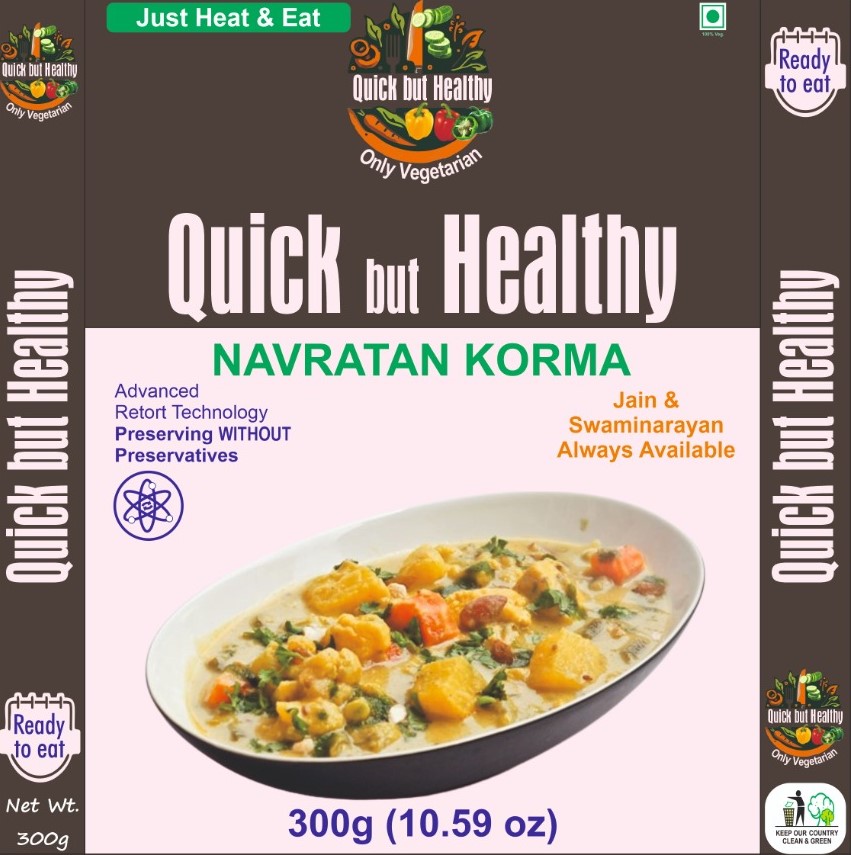 Just Heat & Eat
100% Veg.
Quick but Healthy
Only Vegetarian
Quick but Healthy
Only Vegetarian
Ready
to eat
Quick but Healthy
NAVRATAN KORMA
Advanced
Retort Technology
Preserving WITHOUT
Preservatives
Jain &
Swaminarayan
Always Available
Quick but Healthy
Quick but Healthy
Ready
to eat
Net Wt.
300g
300g (10.59 oz)
Quick but Healthy
Only Vegetarian
KEEP OUR COUNTRY
CLEAN & GREEN